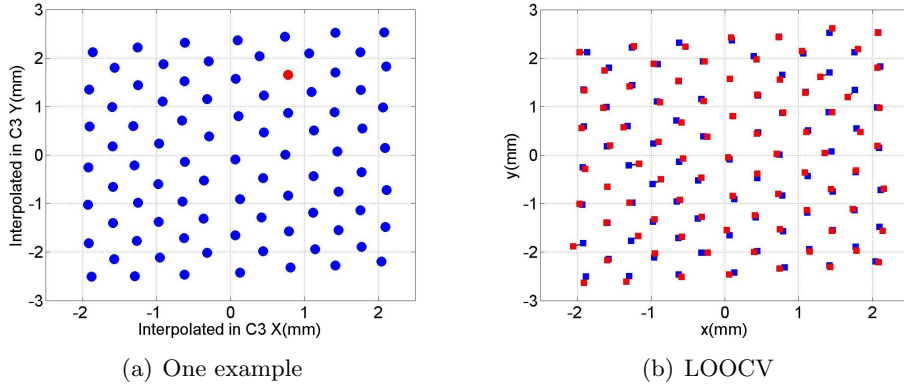 3
2
1
0
-1
-2
-3
-2 -1 0 1 2
Interpolated in C3 Y(mm)
Interpolated in C3 X(mm)
(a) One example
3
2
1
0
-1
-2
-3
-2 -1 0 1 2
y(mm)
x(mm)
(b) LOOCV